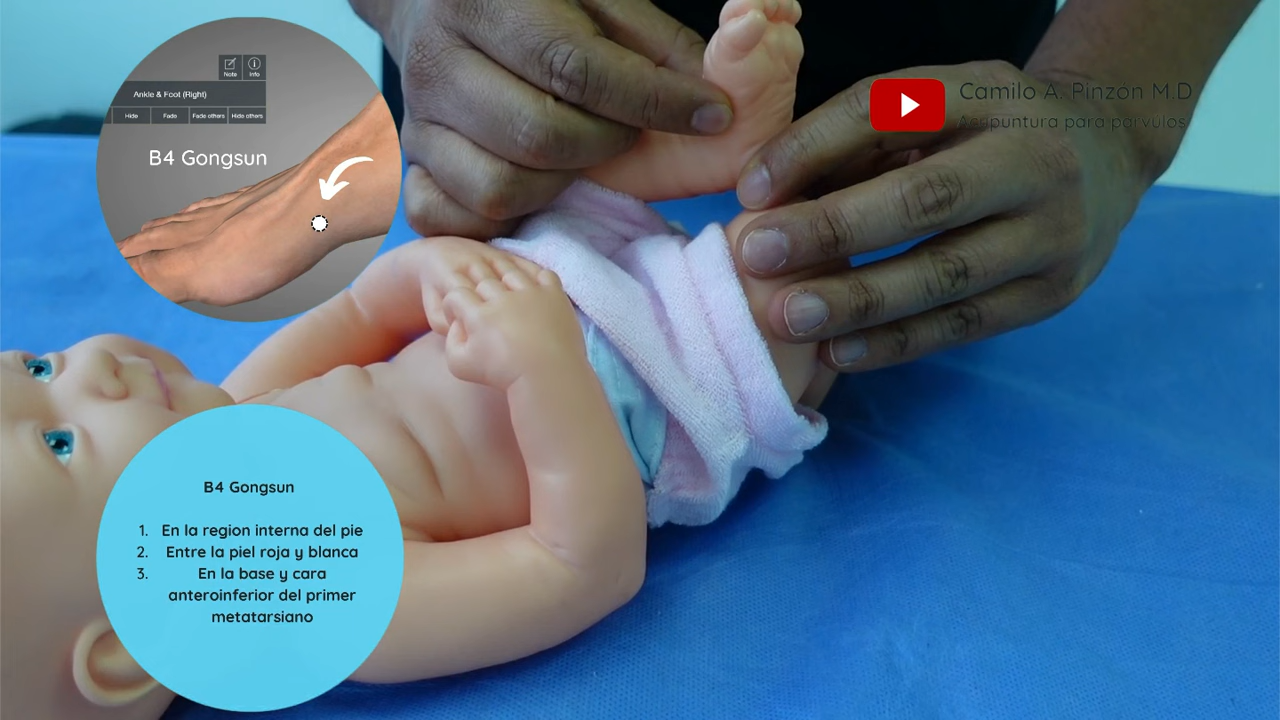 Note Info
Ankle & Foot (Right)
Hide Fade Fade others Hide others
B4 Gongsun
Camilo A. Pinzón M.D
Acupuntura para parvulos
B4 Gongsun
1. En la region interna del pie
2. Entre la piel roja y blanca
3. En la base y cara
anteroinferior del primer
metatarsiano